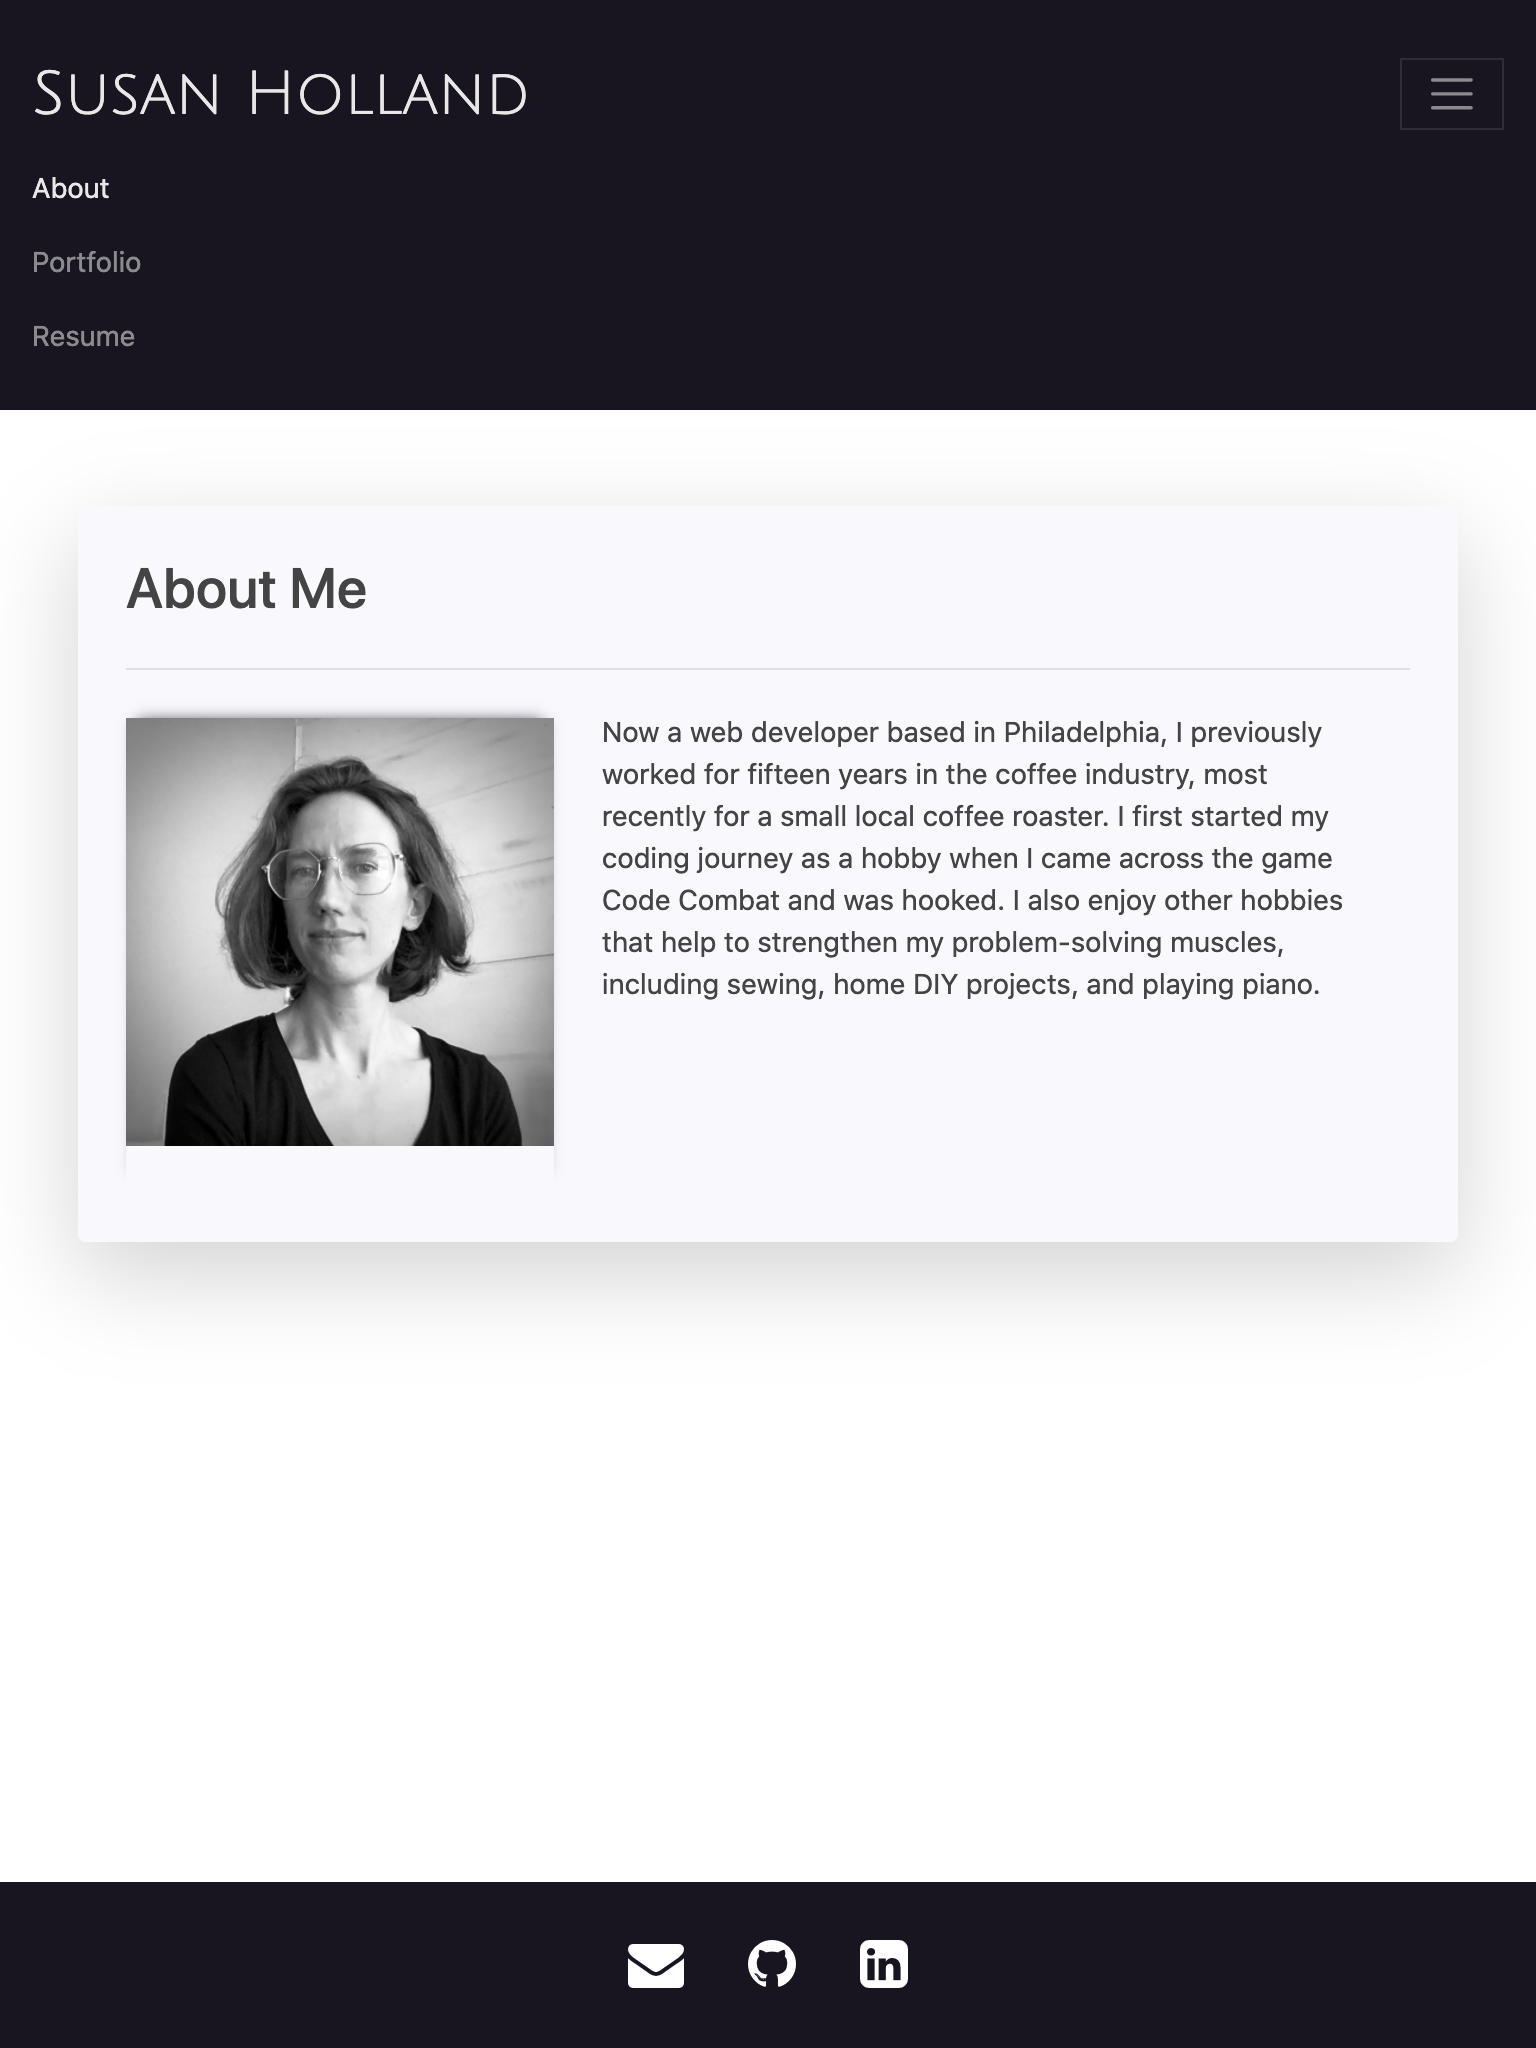 Susan Holland
About
Portfolio
Resume
About Me
Now a web developer based in Philadelphia, I previously
worked for fifteen years in the coffee industry, most
recently for a small local coffee roaster. I first started my
coding journey as a hobby when I came across the game
Code Combat and was hooked. I also enjoy other hobbies
that help to strengthen my problem-solving muscles,
including sewing, home DIY projects, and playing piano.
in